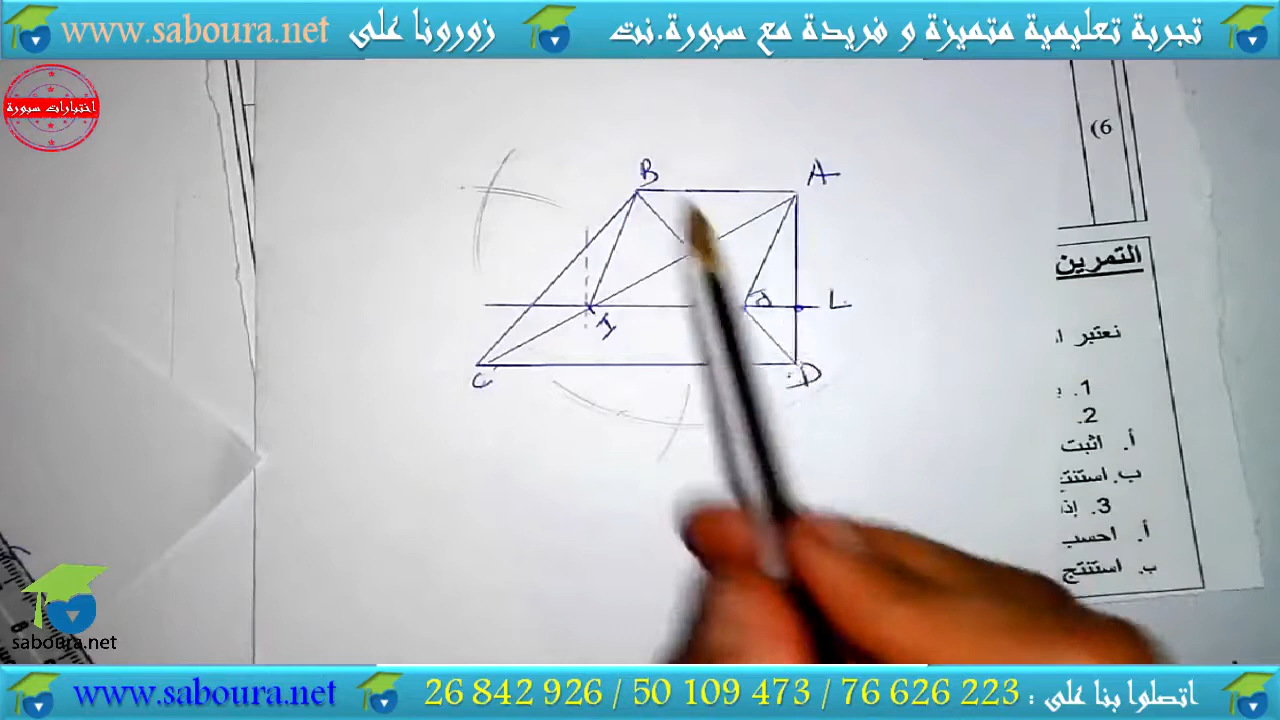 تجربة تعليمية متميزة و فريدة مع سبورة.نت زورونا على www.saboura.net
اختبارات سبورة
(6
B
A
L
I
C
D
التمرين
نعتبر
.1
.2
أ. اثبت
ب. استنتج
3. إذ
أ. احسب
ب. استنتج
saboura.net
اتصلوا بنا على : 26 842 926 / 50 109 473 / 76 626 223 www.saboura.net